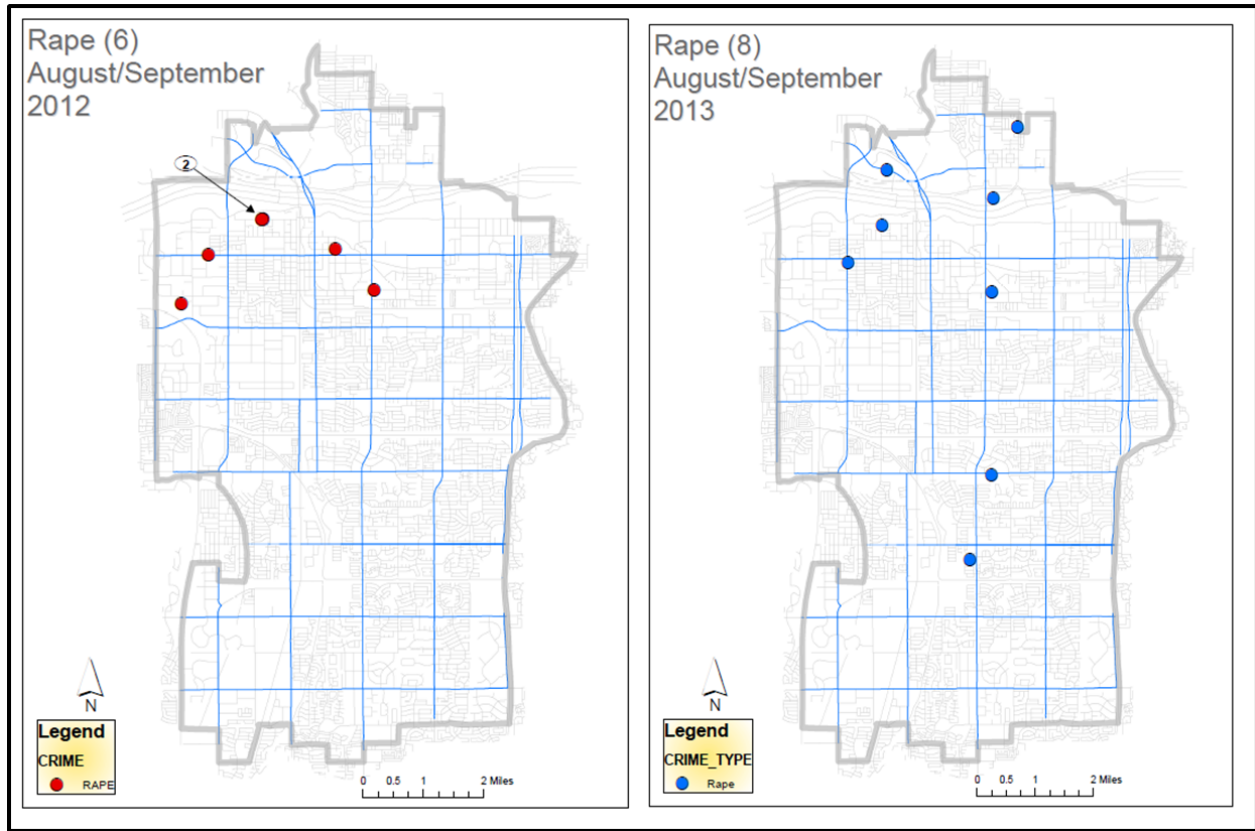 Rape (6)
August/September
2012
2
N
Legend
CRIME
RAPE
0 0.5 1 2 Miles
Rape (8)
August/September
2013
N
Legend
CRIME_TYPE
Rape
0 0.5 1 2 Miles